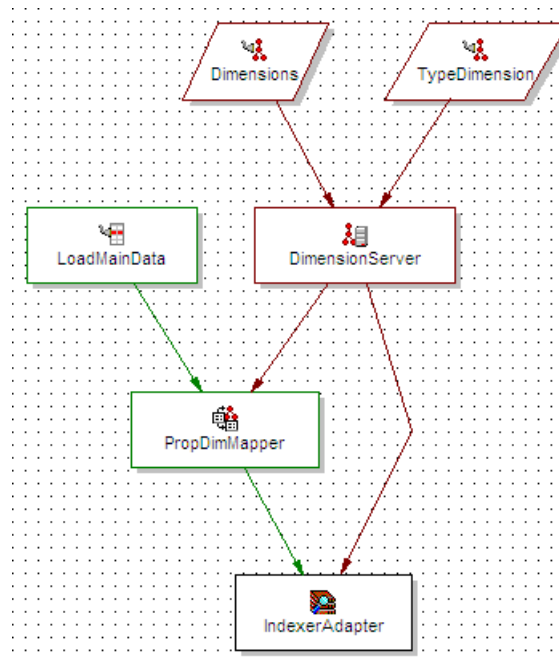 Dimensions
TypeDimension
LoadMainData
DimensionServer
PropDimMapper
IndexerAdapter